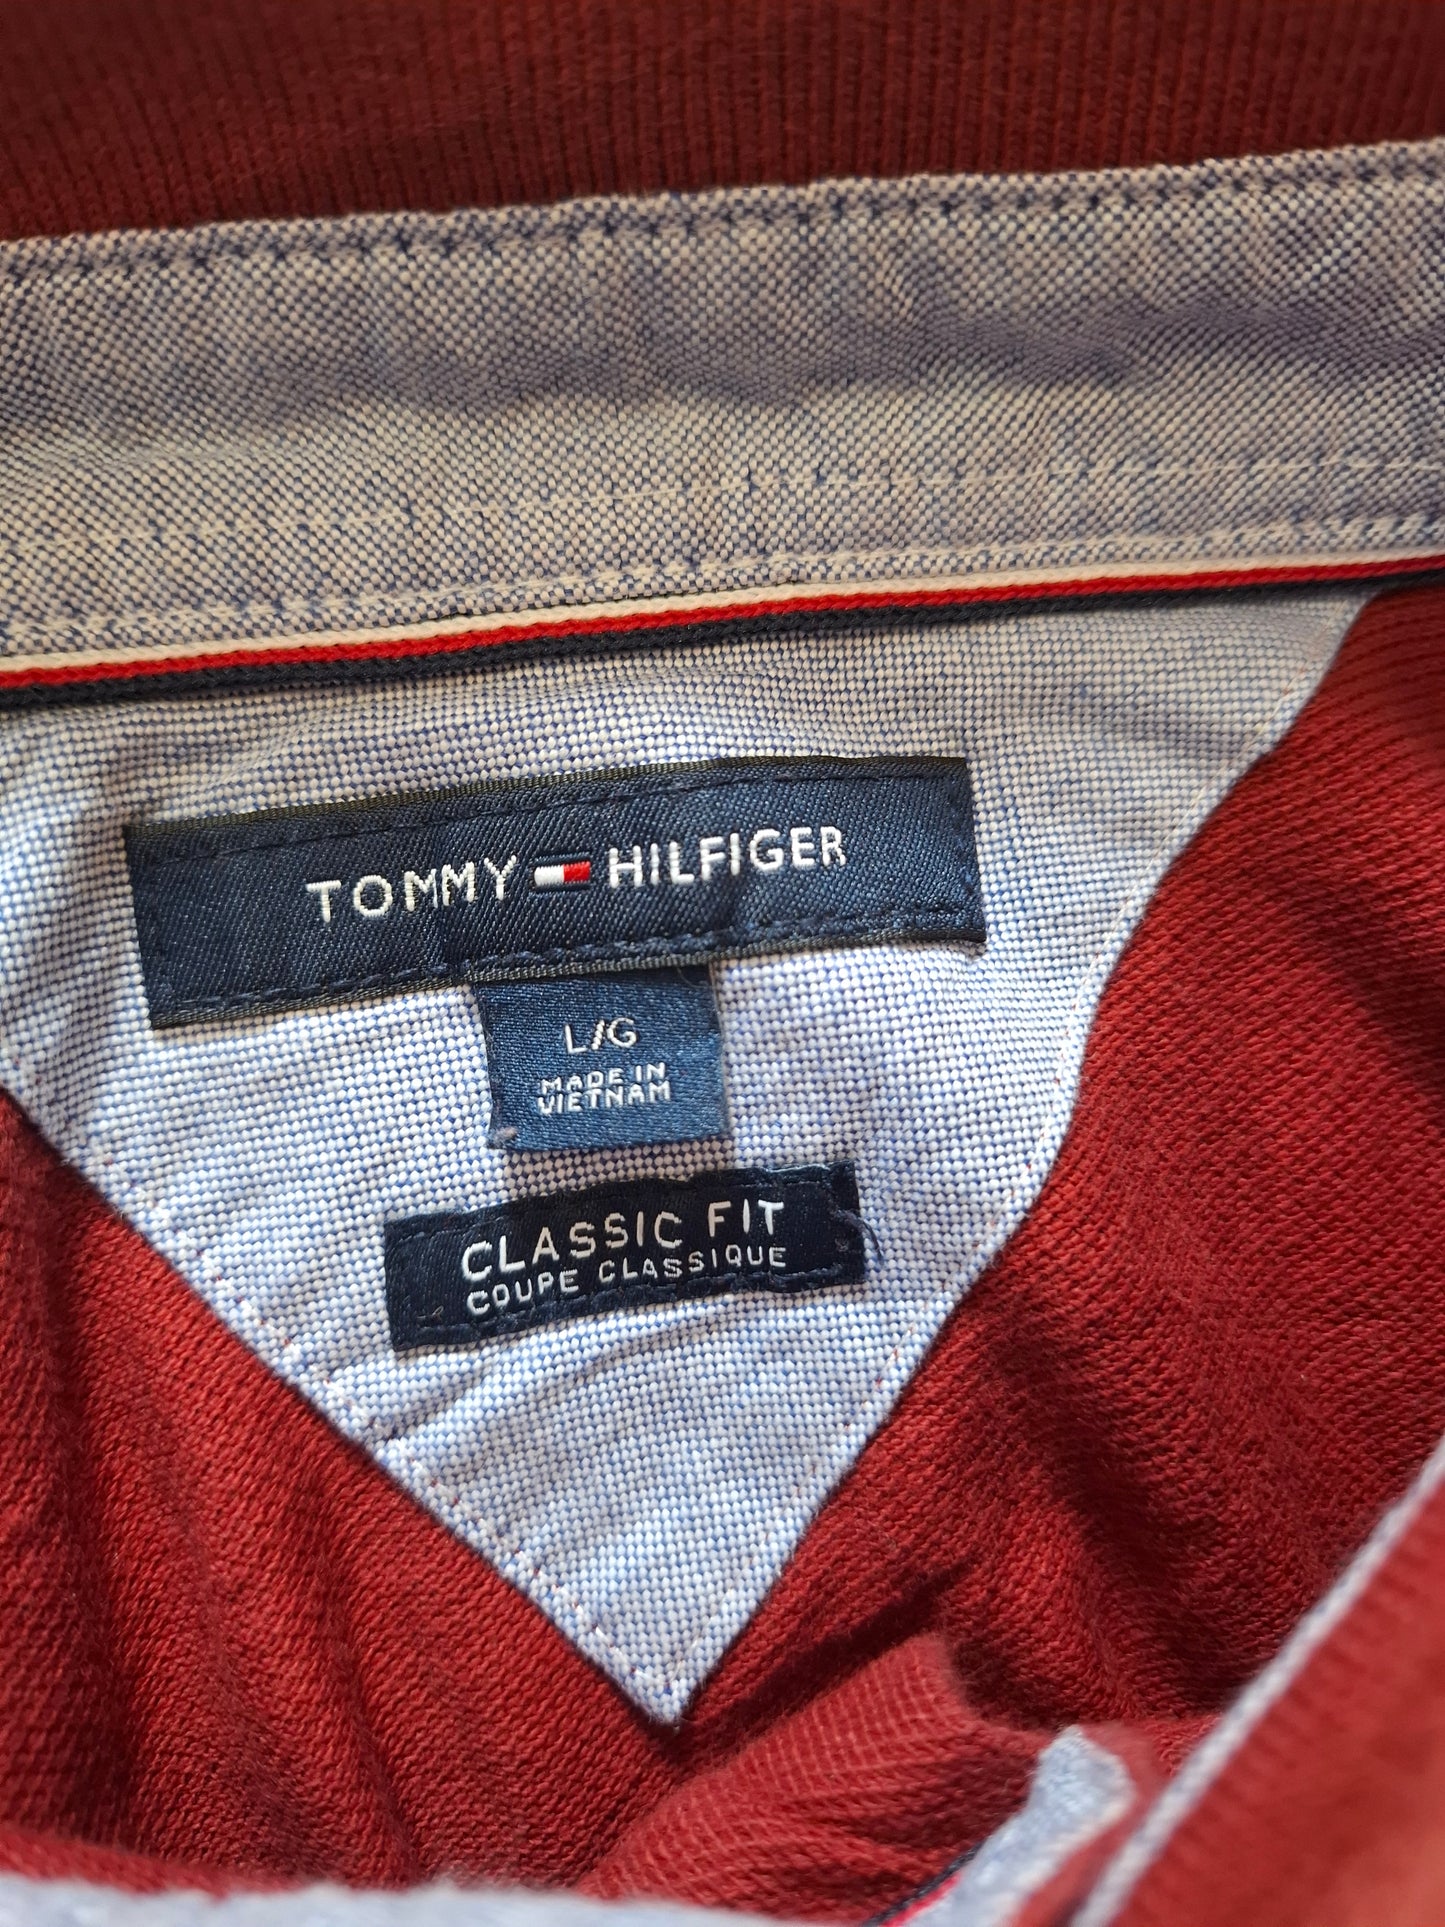 TOMMY HILFIGER
L/G
MADE IN
VIETNAM
CLASSIC FIT
COUPE CLASSIQUE